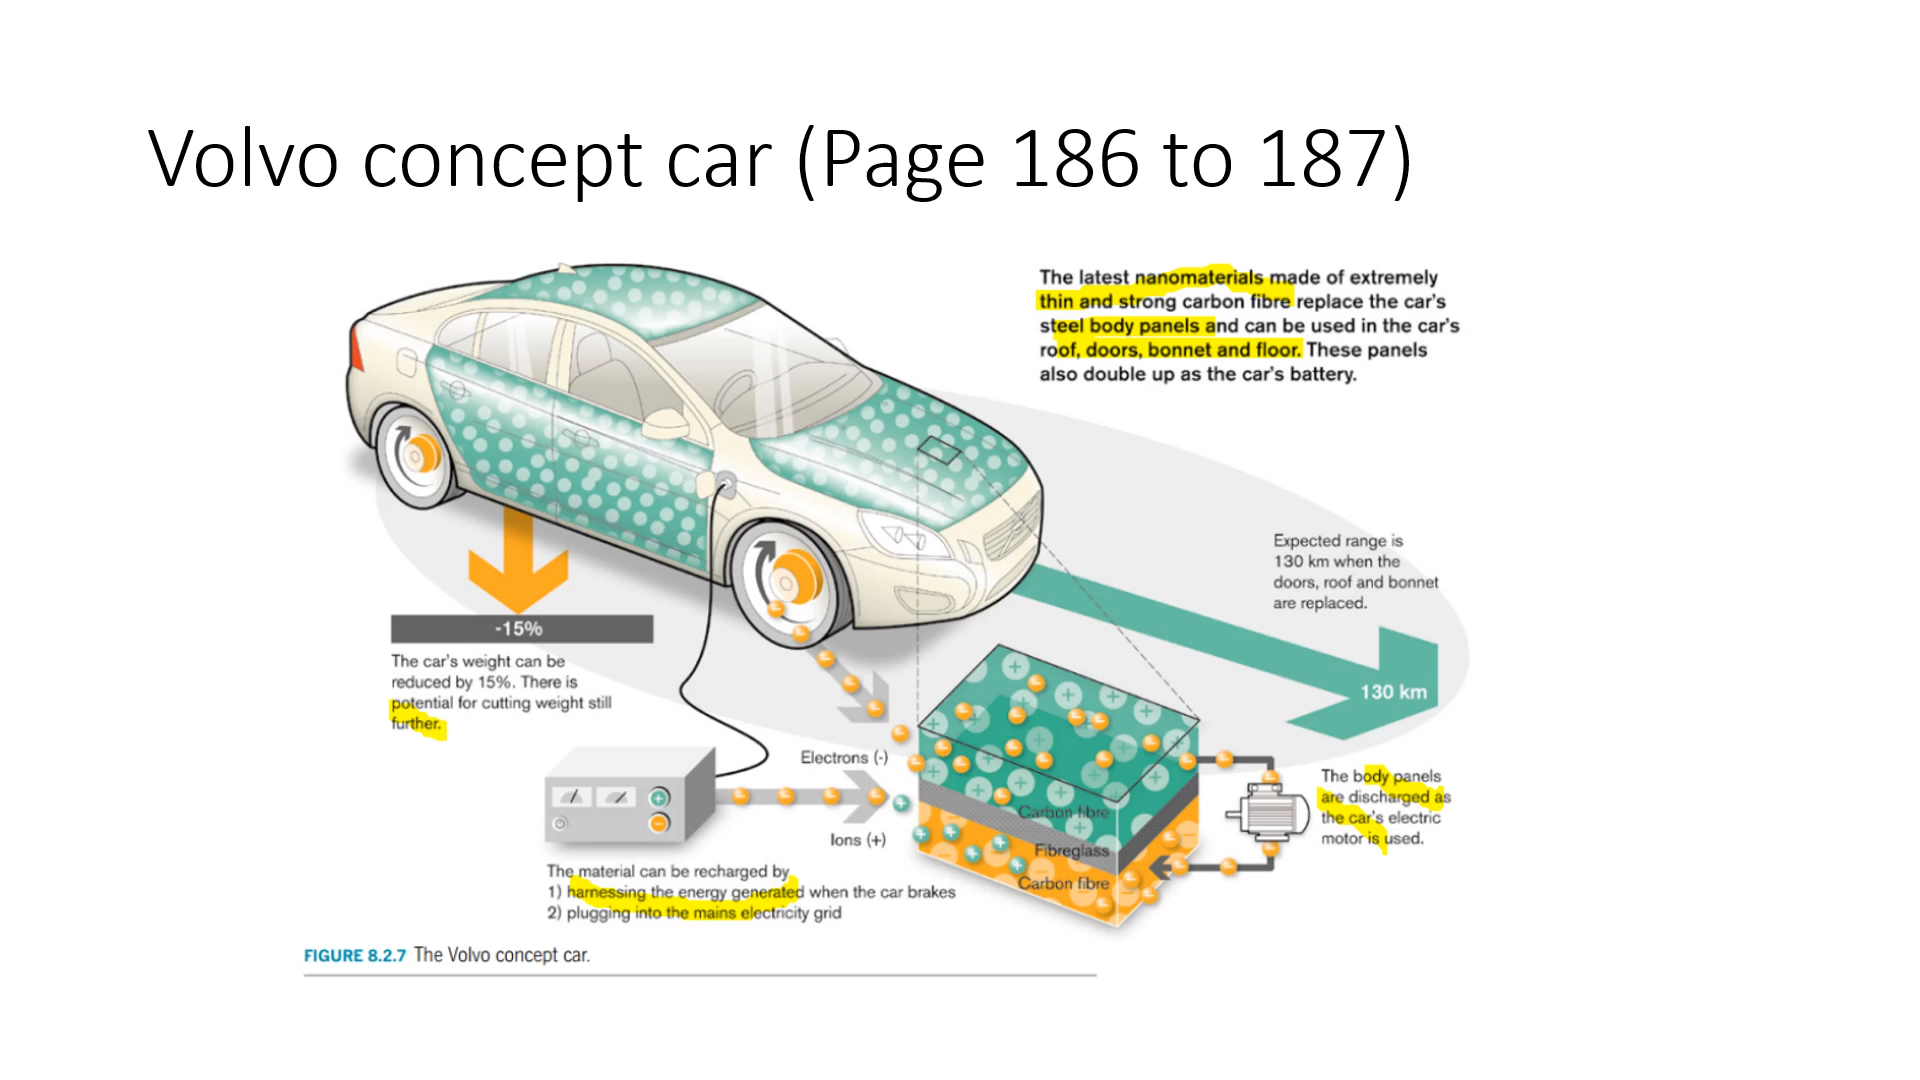 Volvo concept car (Page 186 to 187)
The latest nanomaterials made of extremely
thin and strong carbon fibre replace the car's
steel body panels and can be used in the car's
roof, doors, bonnet and floor. These panels
also double up as the car's battery.
Expected range is
130 km when the
doors, roof and bonnet
are replaced.
130 km
-15%
The car's weight can be
reduced by 15%. There is
potential for cutting weight still
further.
Electrons (-)
Ions (+)
Carbon fibre
Fibreglass
Carbon fibre
The body panels
are discharged as
the car's electric
motor is used.
The material can be recharged by
1) harnessing the energy generated when the car brakes
2) plugging into the mains electricity grid
FIGURE 8.2.7 The Volvo concept car.